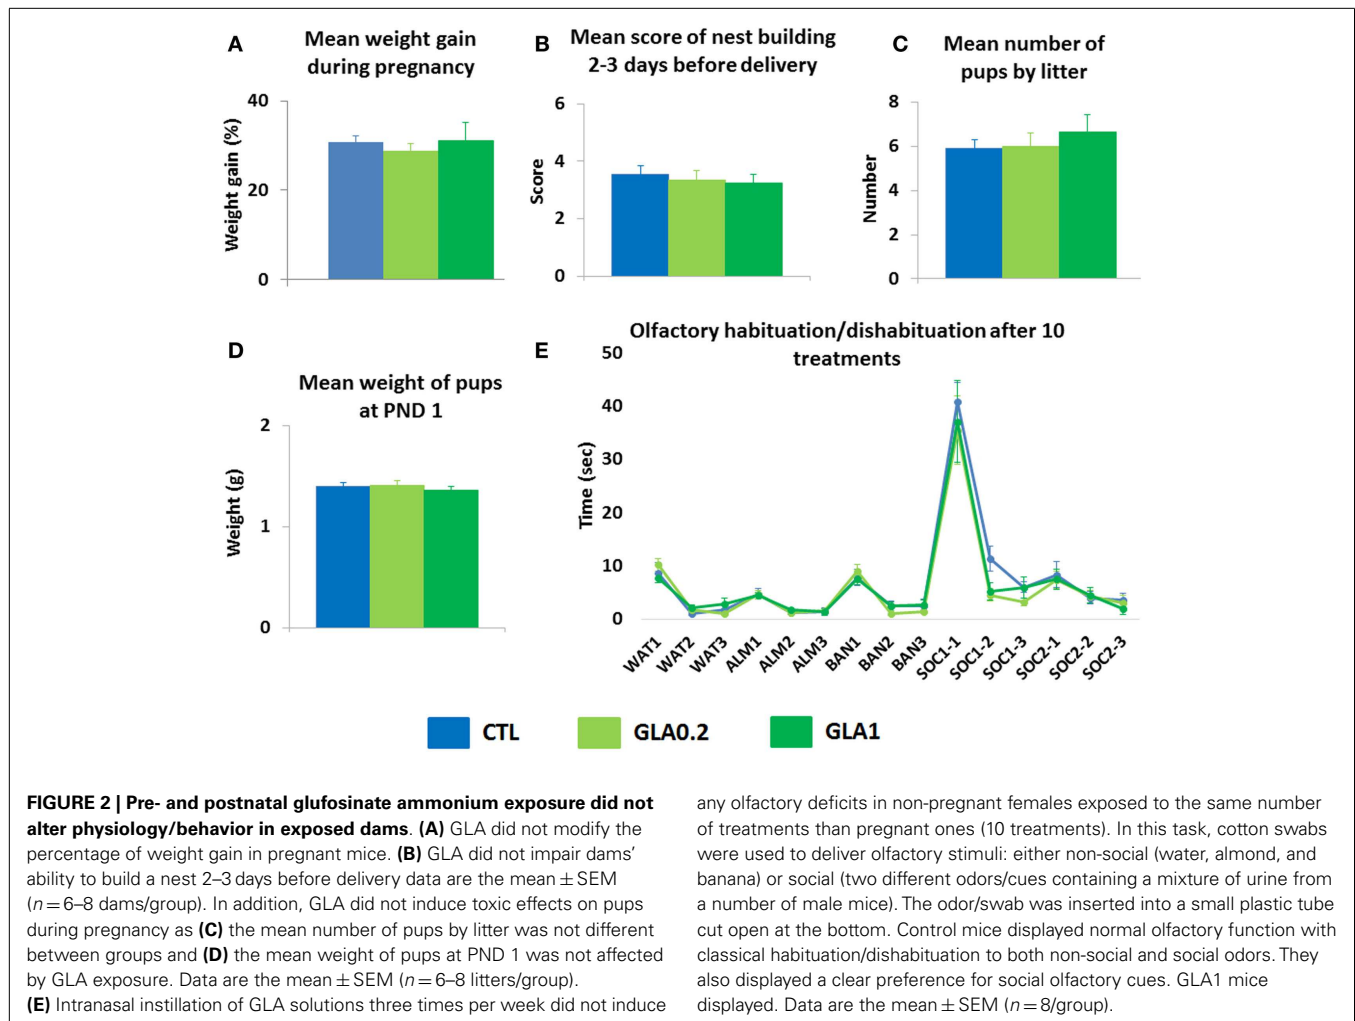 A
Mean weight gain
during pregnancy
Weight gain (%)
40
20
0
B
Mean score of nest building
2-3 days before delivery
Score
6
4
2
0
C
Mean number of
pups by litter
Number
8
6
4
2
0
D
Mean weight of pups
at PND 1
Weight (g)
2
1
0
E
Olfactory habituation/dishabituation after 10
treatments
Time (sec)
50
40
30
20
10
0
WAT1
WAT2
WAT3
ALM1
ALM2
ALM3
BAN1
BAN2
BAN3
SOC1-1
SOC1-2
SOC1-3
SOC2-1
SOC2-2
SOC2-3
CTL
GLA0.2
GLA1
FIGURE 2 | Pre- and postnatal glufosinate ammonium exposure did not
alter physiology/behavior in exposed dams. (A) GLA did not modify the
percentage of weight gain in pregnant mice. (B) GLA did not impair dams'
ability to build a nest 2–3 days before delivery data are the mean ± SEM
(n = 6–8 dams/group). In addition, GLA did not induce toxic effects on pups
during pregnancy as (C) the mean number of pups by litter was not different
between groups and (D) the mean weight of pups at PND 1 was not affected
by GLA exposure. Data are the mean ± SEM (n = 6–8 litters/group).
(E) Intranasal instillation of GLA solutions three times per week did not induce
any olfactory deficits in non-pregnant females exposed to the same number
of treatments than pregnant ones (10 treatments). In this task, cotton swabs
were used to deliver olfactory stimuli: either non-social (water, almond, and
banana) or social (two different odors/cues containing a mixture of urine from
a number of male mice). The odor/swab was inserted into a small plastic tube
cut open at the bottom. Control mice displayed normal olfactory function with
classical habituation/dishabituation to both non-social and social odors. They
also displayed a clear preference for social olfactory cues. GLA1 mice
displayed. Data are the mean ± SEM (n = 8/group).